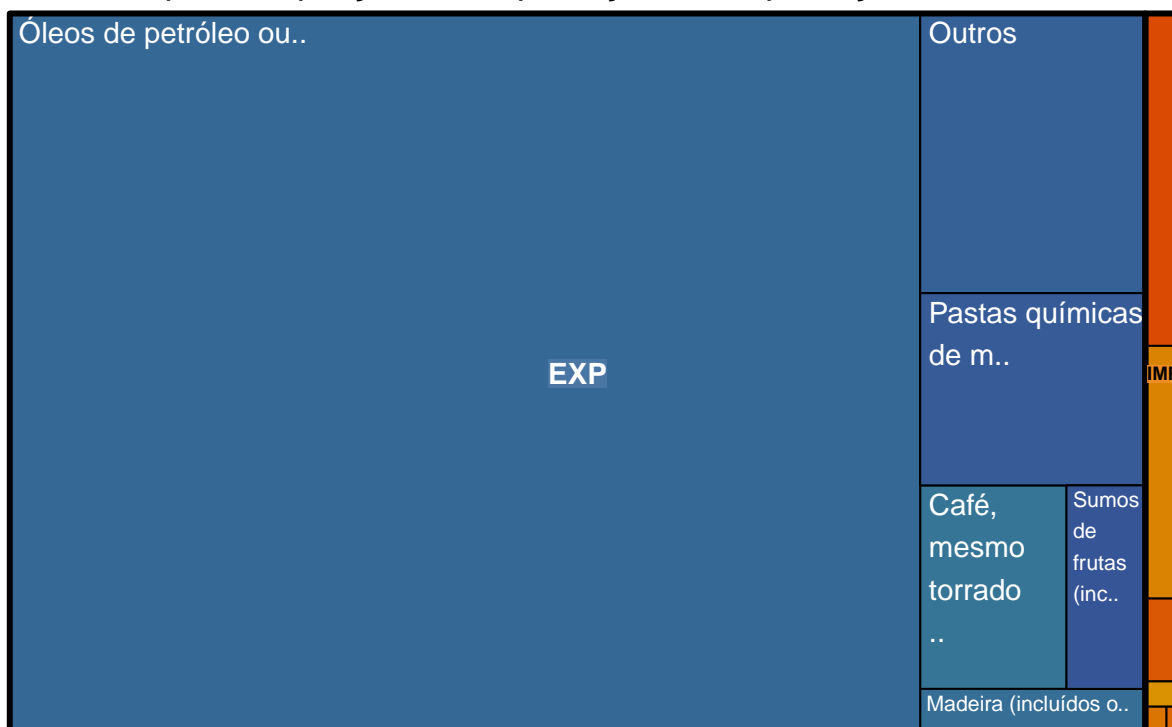 Óleos de petróleo ou..
Outros
Pastas químicas
de m..
EXP
Café,
mesmo
torrado
..
Sumos
de
frutas
(inc..
Madeira (incluídos o..